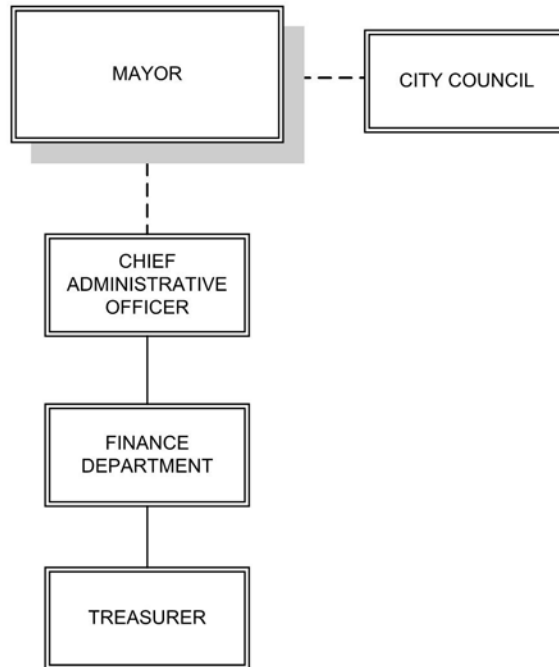 MAYOR
CITY COUNCIL
CHIEF
ADMINISTRATIVE
OFFICER
FINANCE
DEPARTMENT
TREASURER